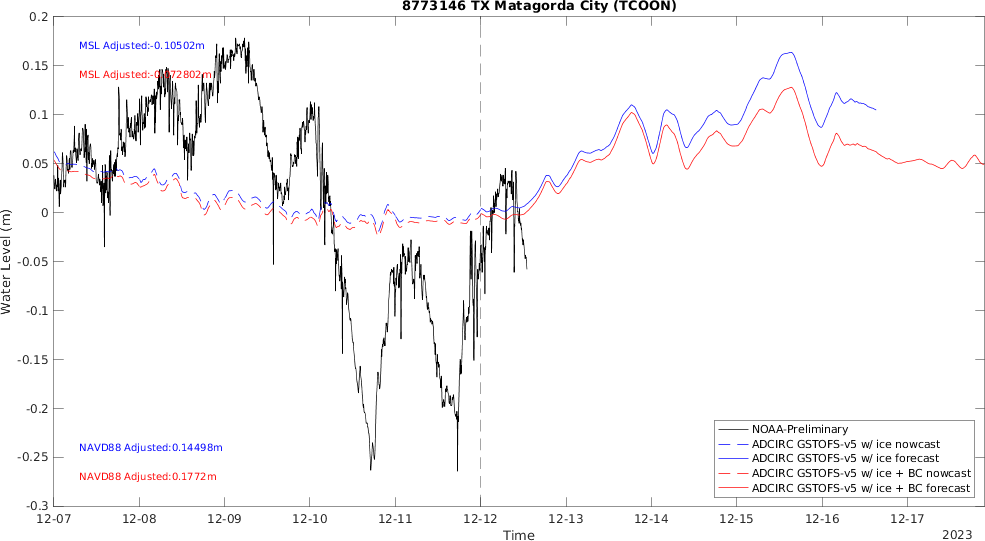 8773146 TX Matagorda City (TCOON)
0.2
0.15
0.1
0.05
0
-0.05
-0.1
-0.15
-0.2
-0.25
-0.3
Water Level (m)
MSL Adjusted:-0.10502m
MSL Adjusted:-0.072802m
NAVD88 Adjusted:0.14498m
NAVD88 Adjusted:0.1772m
NOAA-Preliminary
ADCIRC GSTOFS-v5 w/ ice nowcast
ADCIRC GSTOFS-v5 w/ ice forecast
ADCIRC GSTOFS-v5 w/ ice + BC nowcast
ADCIRC GSTOFS-v5 w/ ice + BC forecast
12-07 12-08 12-09 12-10 12-11 12-12 12-13 12-14 12-15 12-16 12-17
Time
2023